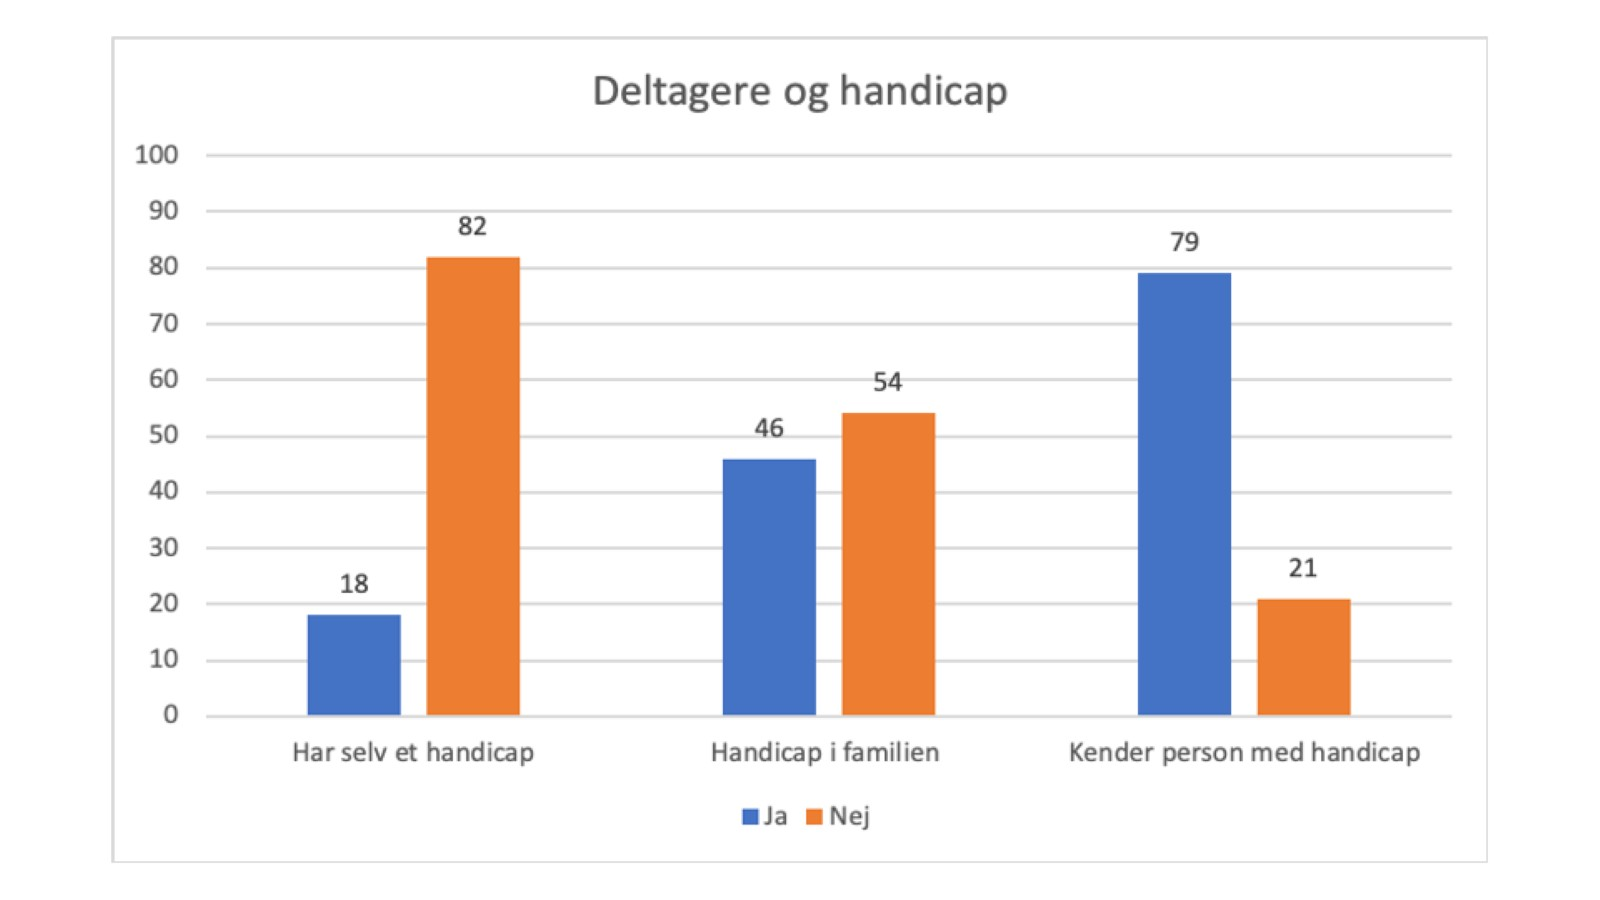 Deltagere og handicap
100
90
80
70
60
50
40
30
20
10
0
18
82
46
54
79
21
Har selv et handicap
Handicap i familien
Kender person med handicap
Ja
Nej